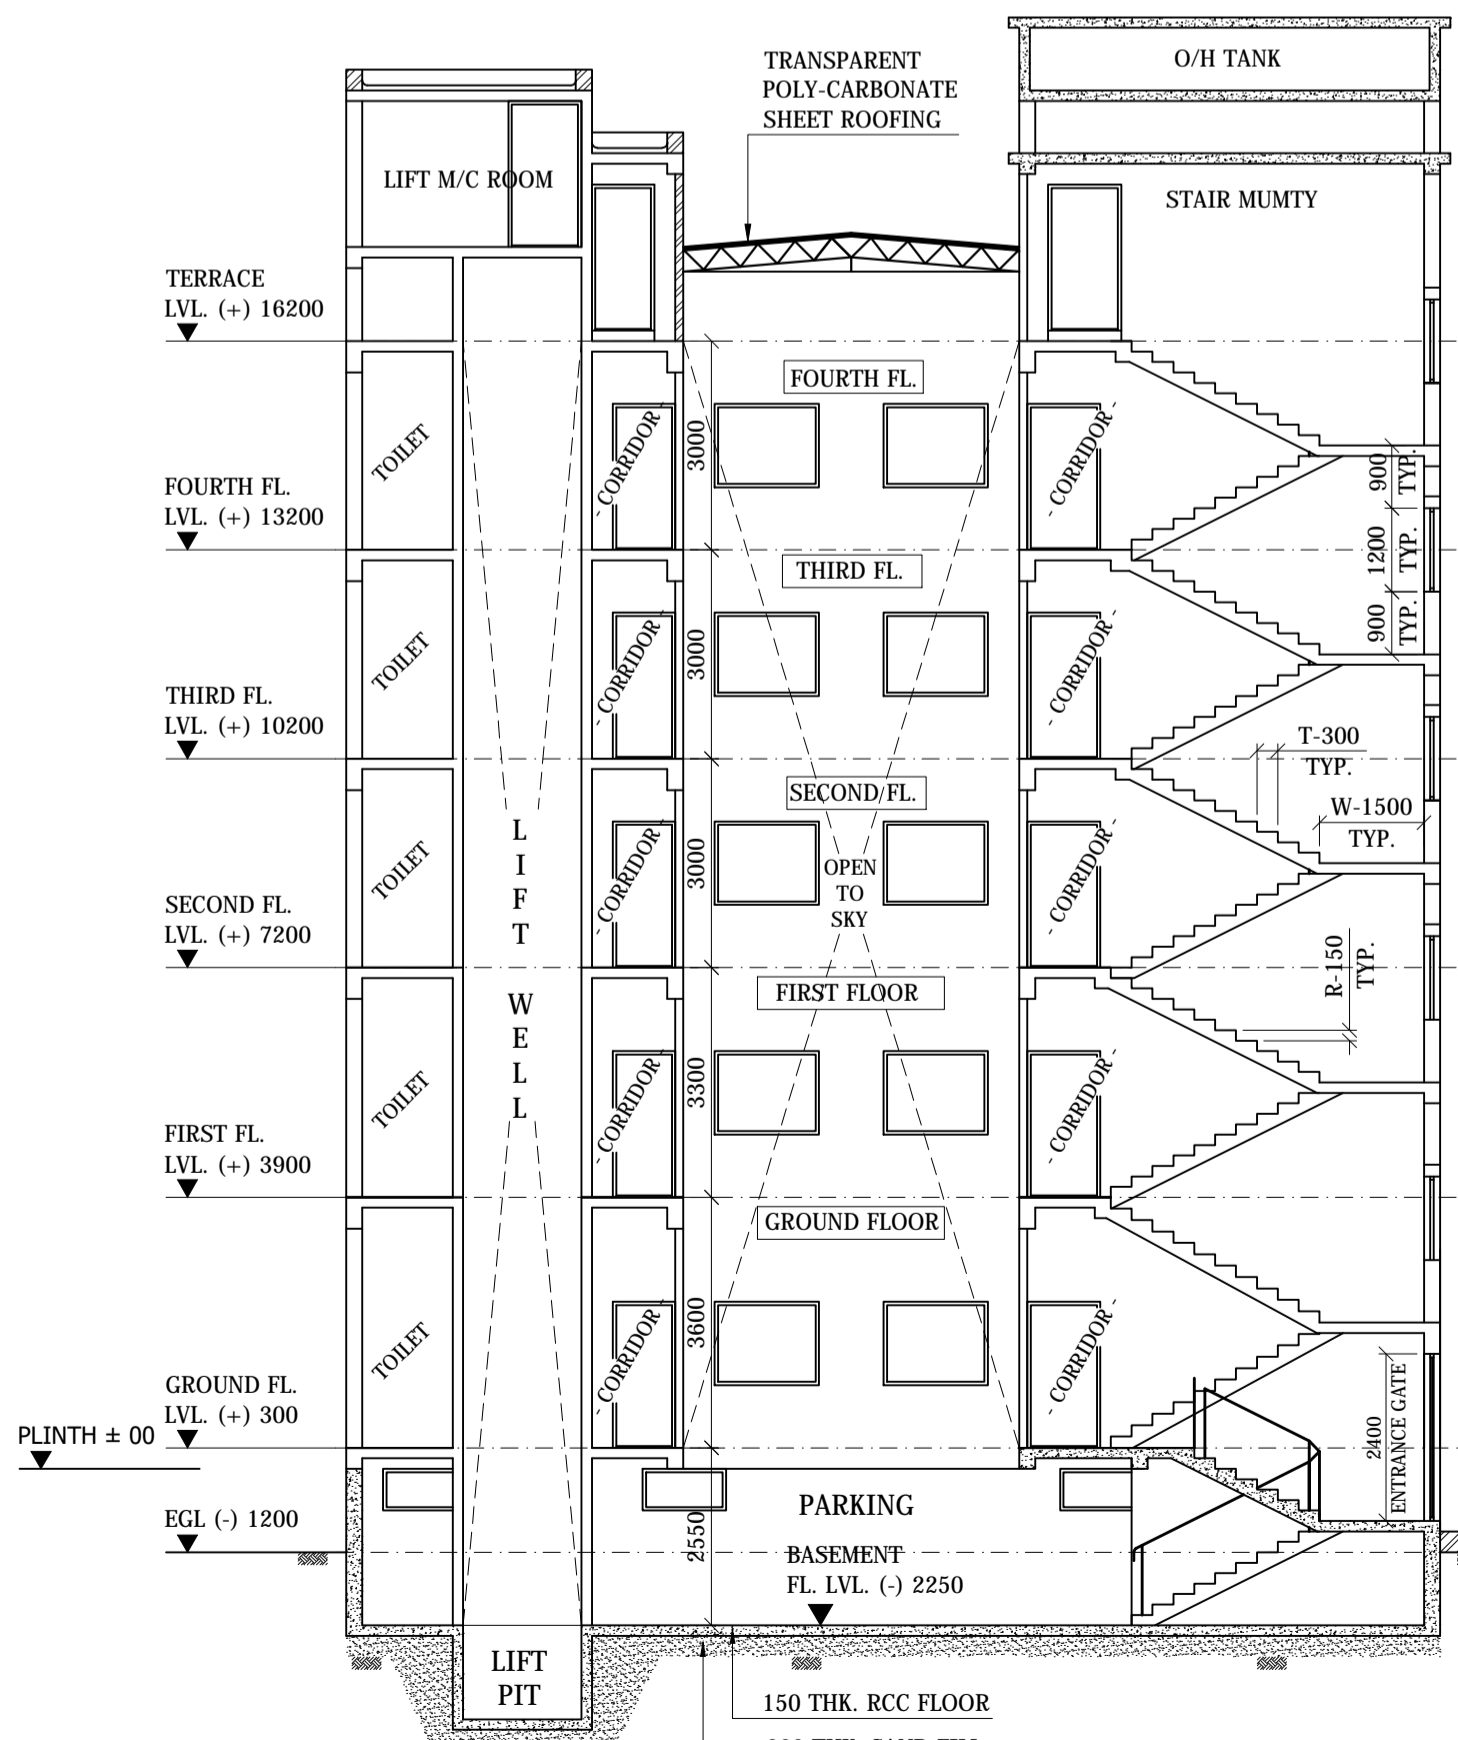 O/H TANK
TRANSPARENT
POLY-CARBONATE
SHEET ROOFING
LIFT M/C ROOM
STAIR MUMTY
TERRACE
LVL. (+) 16200
FOURTH FL.
TOILET
CORRIDOR
3000
CORRIDOR
900
TYP.
FOURTH FL.
LVL. (+) 13200
1200
TYP.
THIRD FL.
900
TYP.
TOILET
CORRIDOR
3000
CORRIDOR
THIRD FL.
LVL. (+) 10200
T-300
TYP.
SECOND FL.
W-1500
TYP.
TOILET
LIFT WELL
CORRIDOR
3000
OPEN
TO
SKY
CORRIDOR
SECOND FL.
LVL. (+) 7200
R-150
TYP.
FIRST FLOOR
TOILET
CORRIDOR
3300
CORRIDOR
FIRST FL.
LVL. (+) 3900
GROUND FLOOR
TOILET
CORRIDOR
3600
CORRIDOR
GROUND FL.
LVL. (+) 300
2400
ENTRANCE GATE
PLINTH ± 00
PARKING
EGL (-) 1200
2550
BASEMENT
FL. LVL. (-) 2250
LIFT
PIT
150 THK. RCC FLOOR